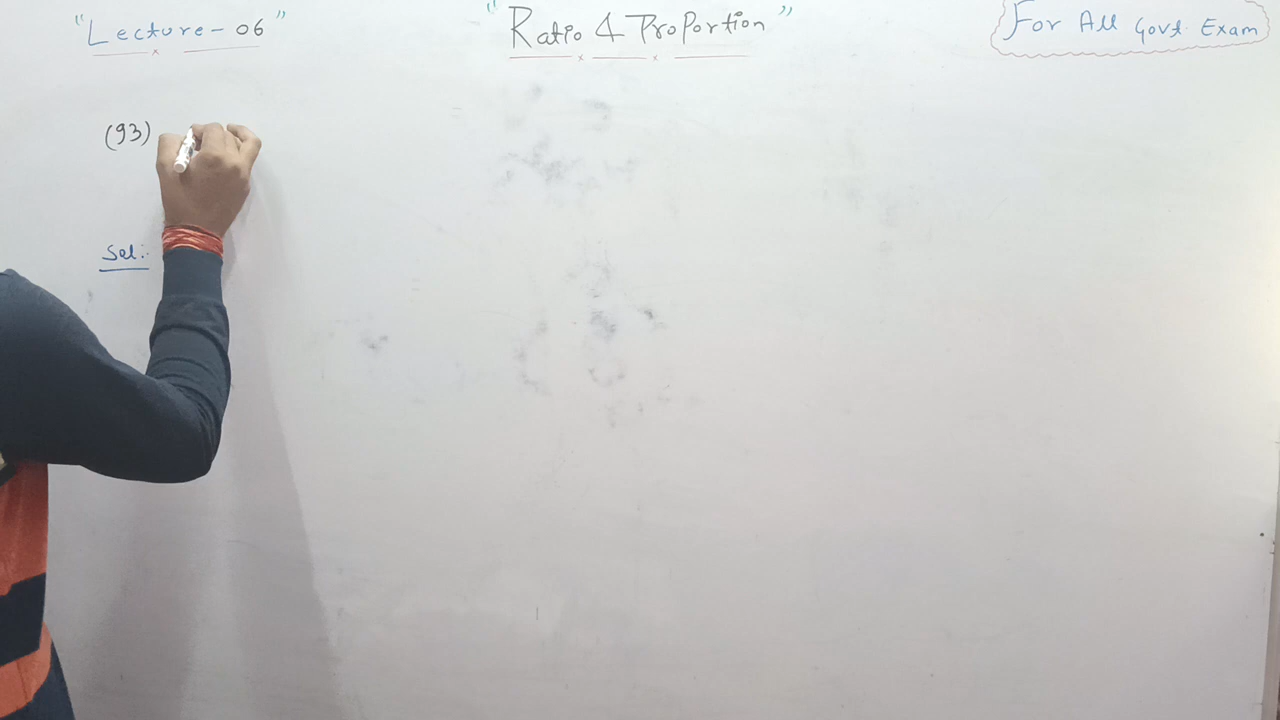 "Lecture - 06"
"Ratio & Proportion"
For All Govt Exam
(93)
Sol:-